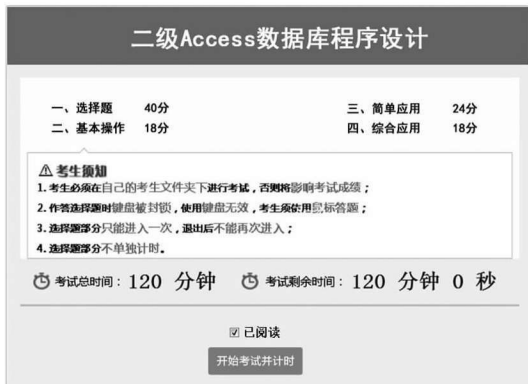 二级Access数据库程序设计
一、选择题 40分 三、简单应用 24分
二、基本操作 18分 四、综合应用 18分
考生须知
1.考生必须在自己的考生文件夹下进行考试，否则将影响考试成绩；
2.作答选择题时键盘被封锁，使用键盘无效，考生须使用鼠标答题；
3.选择题部分只能进入一次，退出后不能再次进入；
4.选择题部分不单独计时。
考试总时间：120 分钟 考试剩余时间：120 分钟 0 秒
已阅读
开始考试并计时